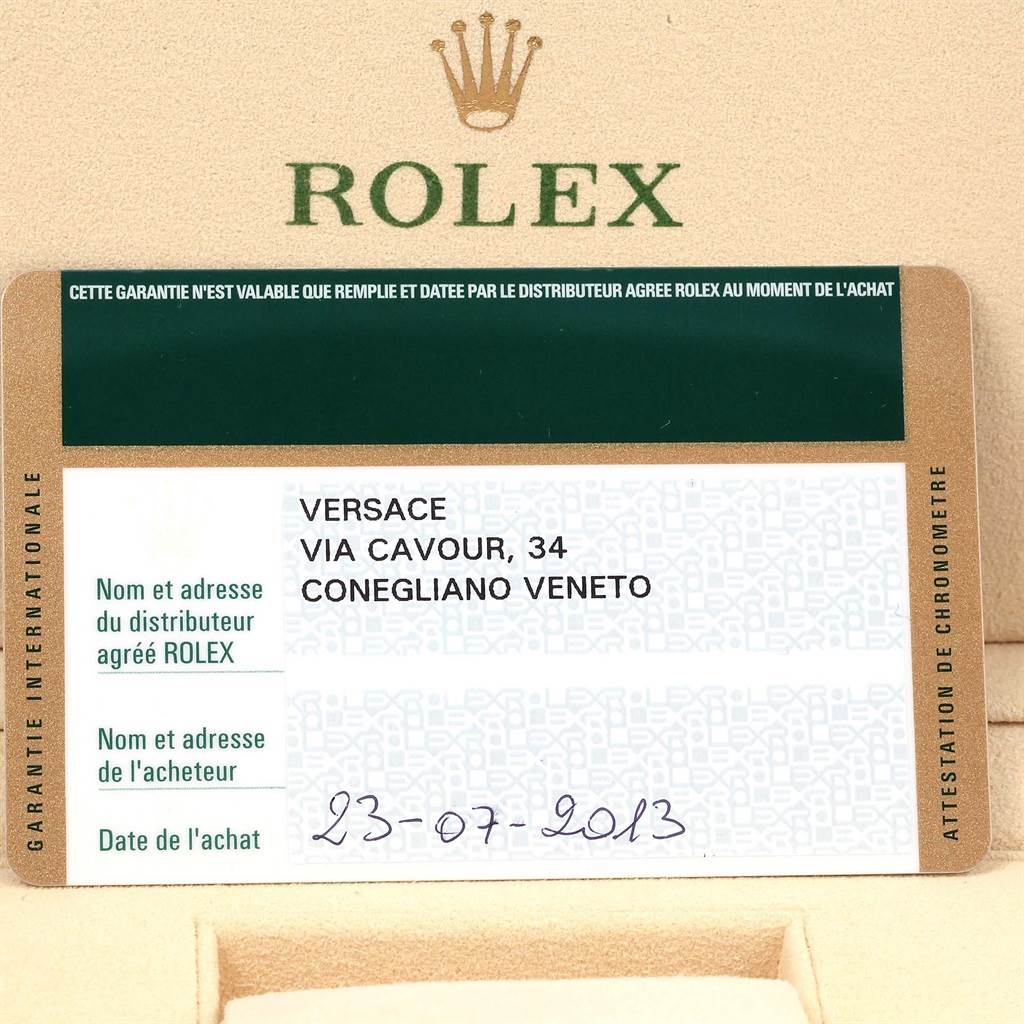 ROLEX
CETTE GARANTIE N'EST VALABLE QUE REMPLIE ET DATEE PAR LE DISTRIBUTEUR AGREE ROLEX AU MOMENT DE L'ACHAT
GARANTIE INTERNATIONALE
VERSACE
VIA CAVOUR, 34
CONEGLIANO VENETO
Nom et adresse
du distributeur
agréé ROLEX
Nom et adresse
de l'acheteur
Date de l'achat
23-07-2013
ATTESTATION DE CHRONOMETRE